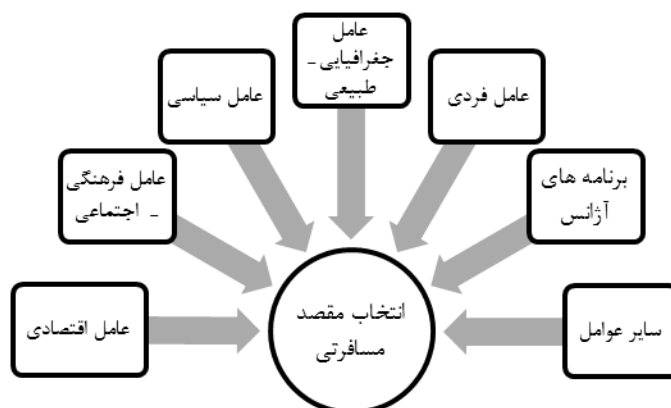 عامل
جغرافیایی -
طبیعی
عامل فردی
عامل سیاسی
برنامه های
آژانس
عامل فرهنگی
- اجتماعی
سایر عوامل
انتخاب مقصد
مسافرتی
عامل اقتصادی